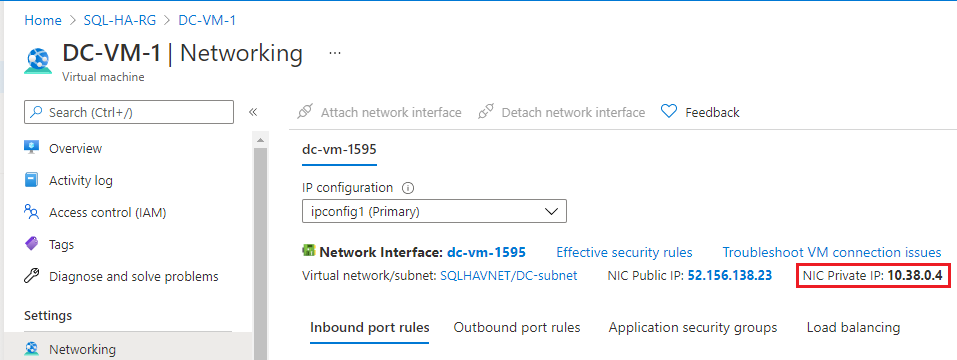 Home > SQL-HA-RG > DC-VM-1
DC-VM-1 | Networking ...
Virtual machine
Search (Ctrl+/)
«
Overview
Activity log
Access control (IAM)
Tags
Diagnose and solve problems
Settings
Networking
Attach network interface Detach network interface Feedback
dc-vm-1595
IP configuration
ipconfig1 (Primary)
Network Interface: dc-vm-1595 Effective security rules Troubleshoot VM connection issues
Virtual network/subnet: SQLHAVNET/DC-subnet NIC Public IP: 52.156.138.23 NIC Private IP: 10.38.0.4
Inbound port rules Outbound port rules Application security groups Load balancing